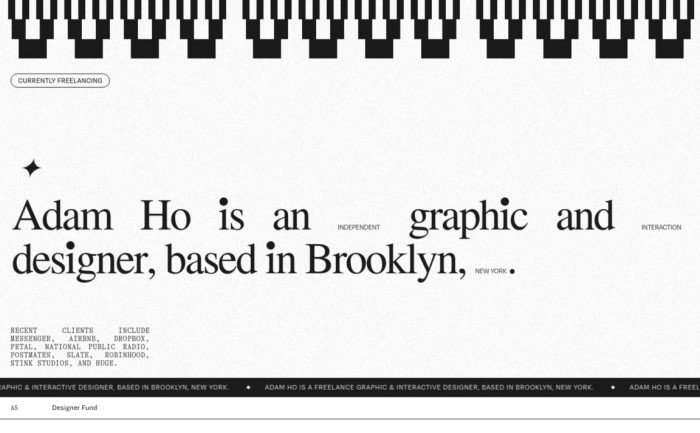 CURRENTLY FREELANCING
Adam Ho is an INDEPENDENT graphic and INTERACTION
designer, based in Brooklyn, NEW YORK.
RECENT CLIENTS INCLUDE
MESSENGER, AIRBNB, DROPBOX,
PETAL, NATIONAL PUBLIC RADIO,
POSTMATES, SLATE, ROBINHOOD,
STINK STUDIOS, AND HUGE.
APHIC & INTERACTIVE DESIGNER, BASED IN BROOKLYN, NEW YORK. ◆ ADAM HO IS A FREELANCE GRAPHIC & INTERACTIVE DESIGNER, BASED IN BROOKLYN, NEW YORK. ◆ ADAM HO IS A FREEL
Designer Fund